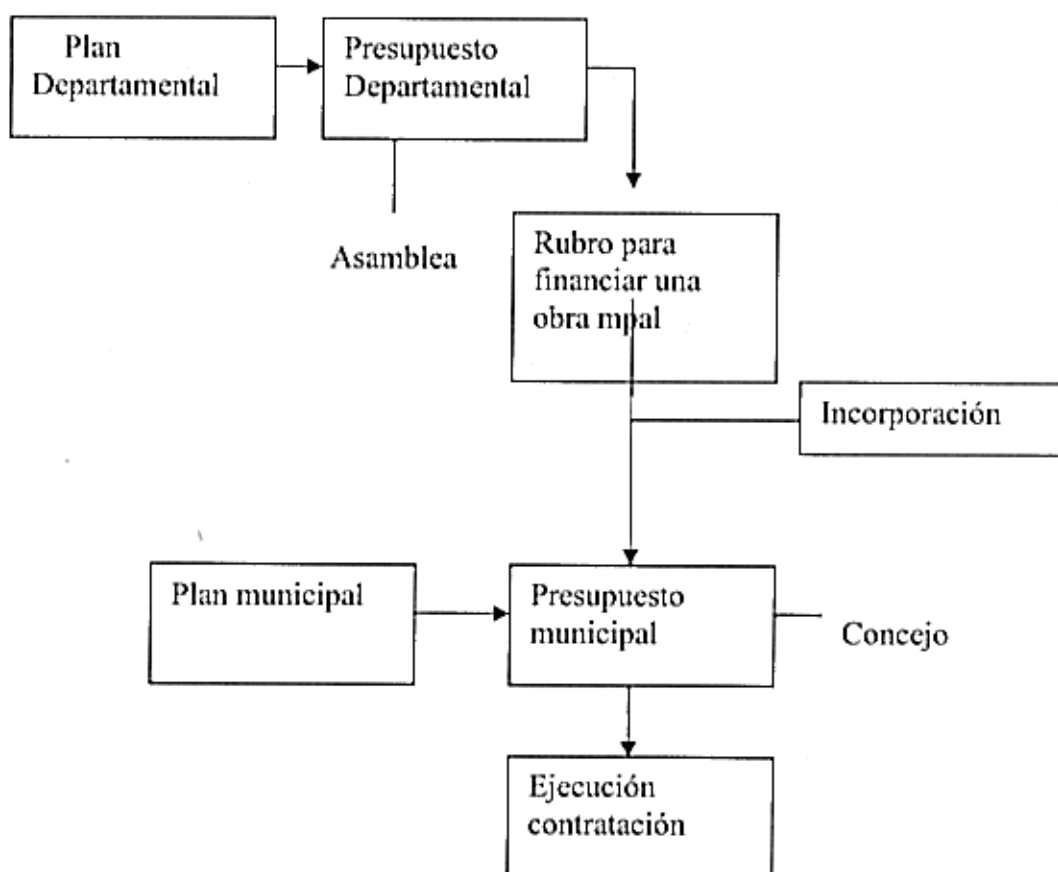 Plan
Departamental
Presupuesto
Departamental
Asamblea
Rubro para
financiar una
obra mpal
Incorporación
Plan municipal
Presupuesto
municipal
Concejo
Ejecución
contratación